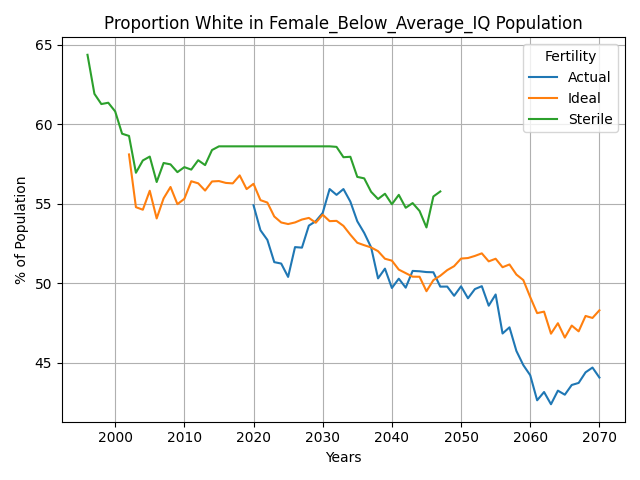 Proportion White in Female_Below_Average_IQ Population
65
60
55
50
45
% of Population
2000 2010 2020 2030 2040 2050 2060 2070
Years
Fertility
Actual
Ideal
Sterile